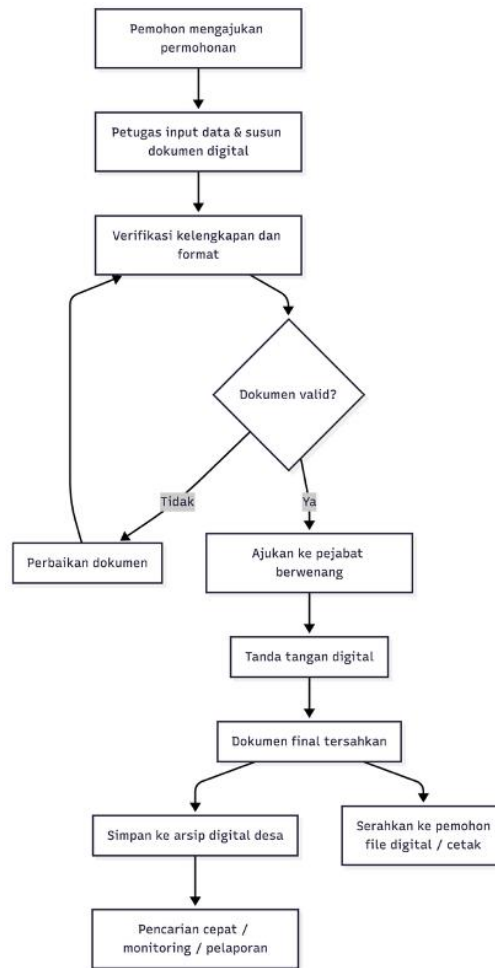 Pemohon mengajukan
permohonan
Petugas input data & susun
dokumen digital
Verifikasi kelengkapan dan
format
Dokumen valid?
Tidak
Ya
Perbaikan dokumen
Ajukan ke pejabat
berwenang
Tanda tangan digital
Dokumen final tersahkan
Simpan ke arsip digital desa
Serahkan ke pemohon
file digital / cetak
Pencarian cepat /
monitoring / pelaporan